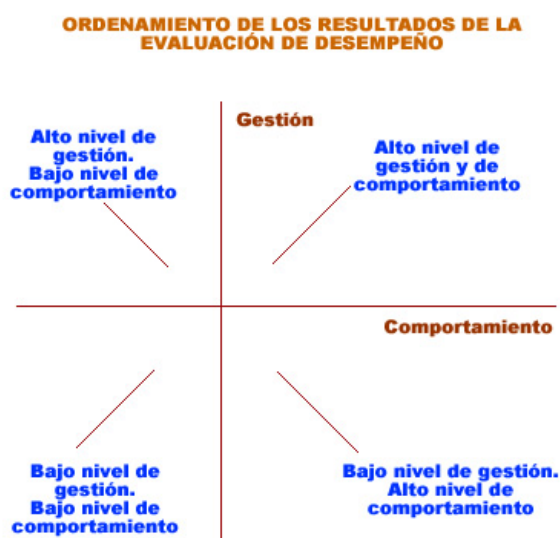 ORDENAMIENTO DE LOS RESULTADOS DE LA
EVALUACIÓN DE DESEMPEÑO
Gestión
Alto nivel de
gestión.
Bajo nivel de
comportamiento
Alto nivel de
gestión y de
comportamiento
Comportamiento
Bajo nivel de
gestión.
Bajo nivel de
comportamiento
Bajo nivel de gestión.
Alto nivel de
comportamiento